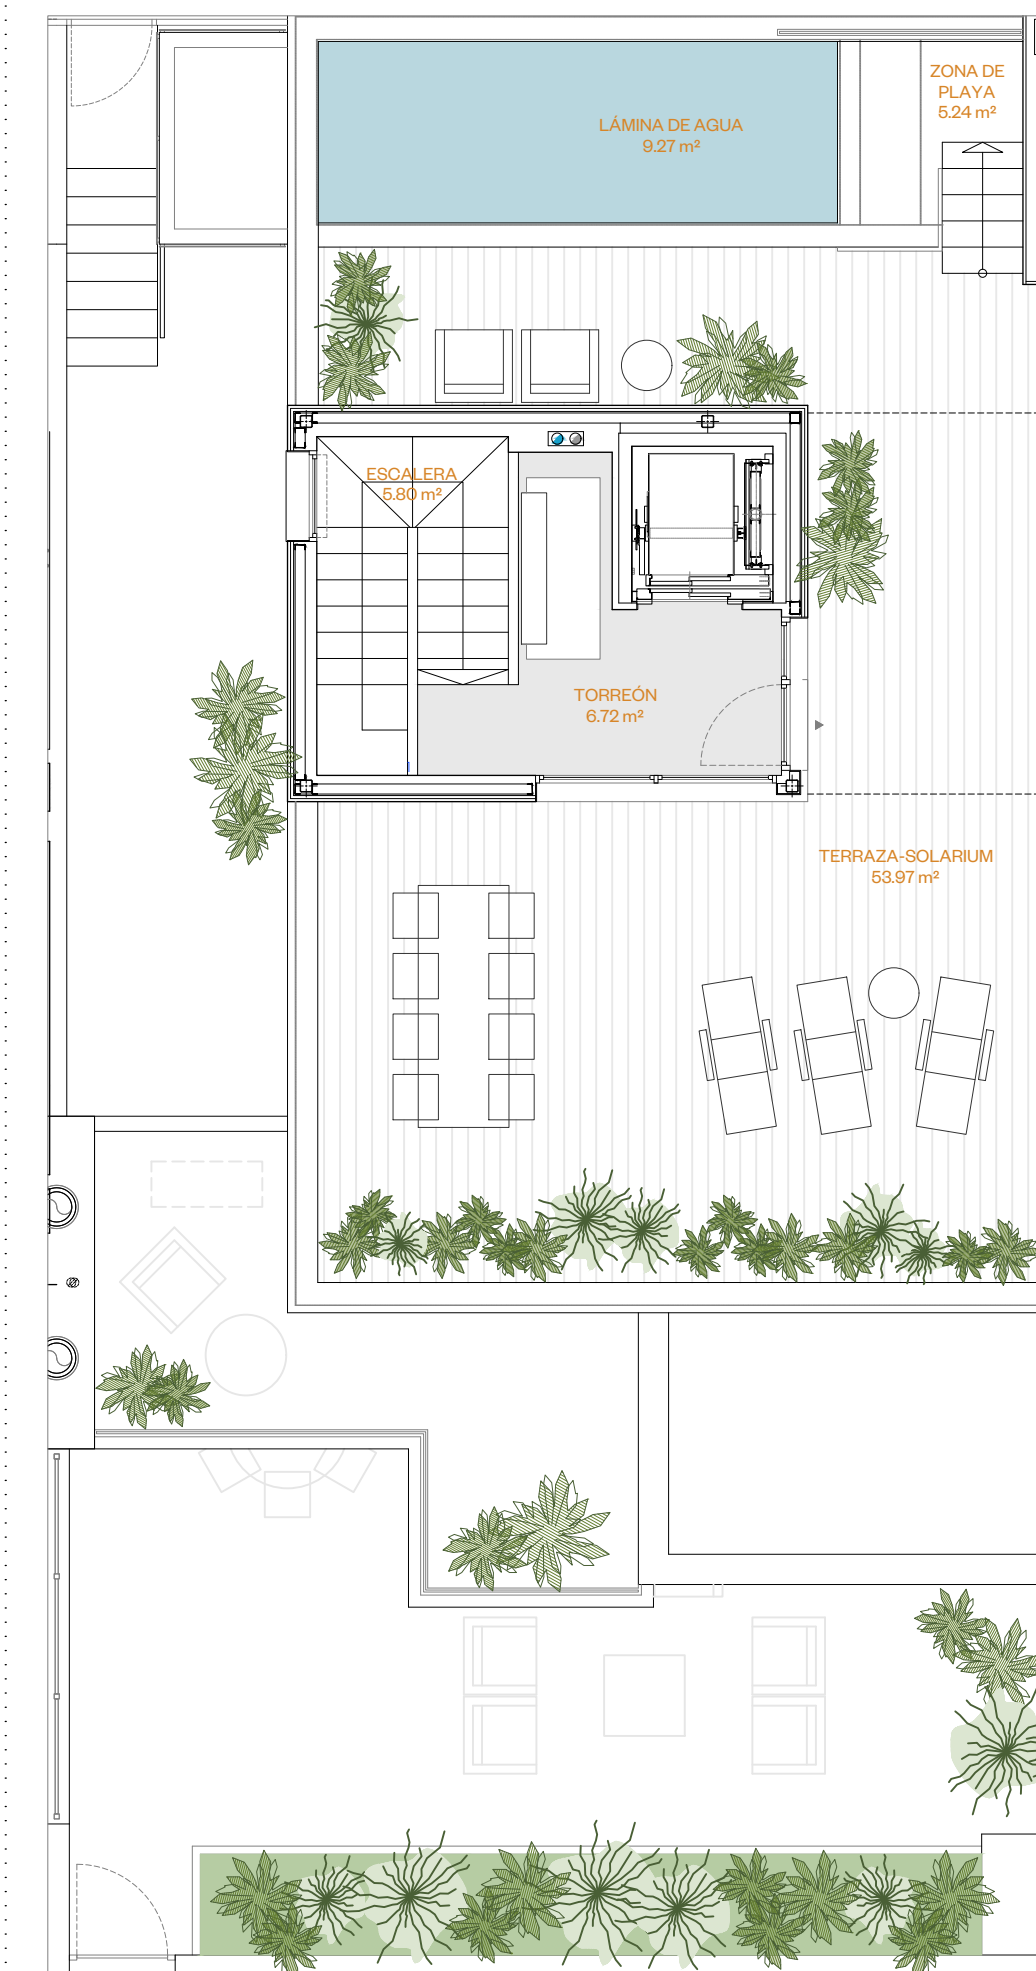 ZONA DE
PLAYA
5.24 m²
LÁMINA DE AGUA
9.27 m²
ESCALERA
5.80 m²
TORREÓN
6.72 m²
TERRAZA-SOLARIUM
53.97 m²